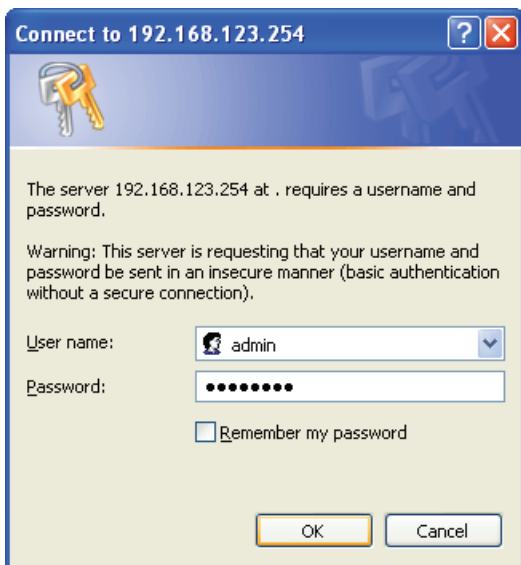 Connect to 192.168.123.254
The server 192.168.123.254 at . requires a username and
password.
Warning: This server is requesting that your username and
password be sent in an insecure manner (basic authentication
without a secure connection).
User name:
admin
Password:
••••••••
Remember my password
OK
Cancel